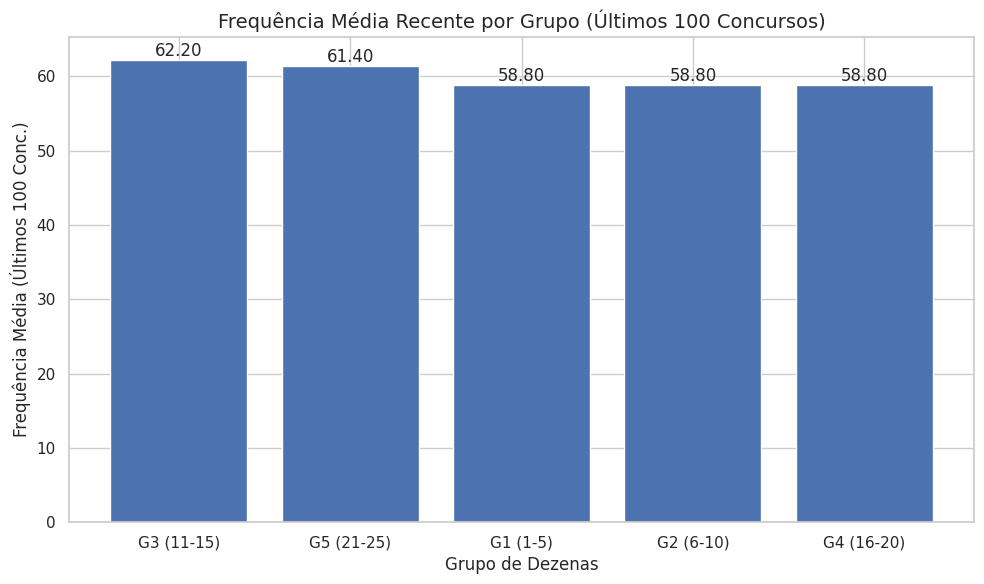 Frequência Média Recente por Grupo (Últimos 100 Concursos)
Frequência Média (Últimos 100 Conc.)
60
50
40
30
20
10
0
62.20
61.40
58.80
58.80
58.80
G3 (11-15)
G5 (21-25)
G1 (1-5)
G2 (6-10)
G4 (16-20)
Grupo de Dezenas